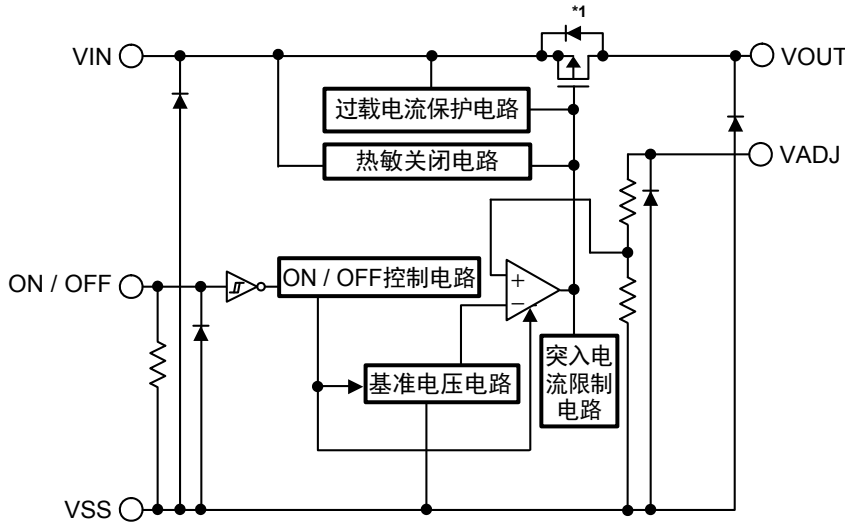 *1
VIN
VOUT
过载电流保护电路
热敏关闭电路
VADJ
ON / OFF
ON / OFF控制电路
+
−
基准电压电路
突入电
流限制
电路
VSS